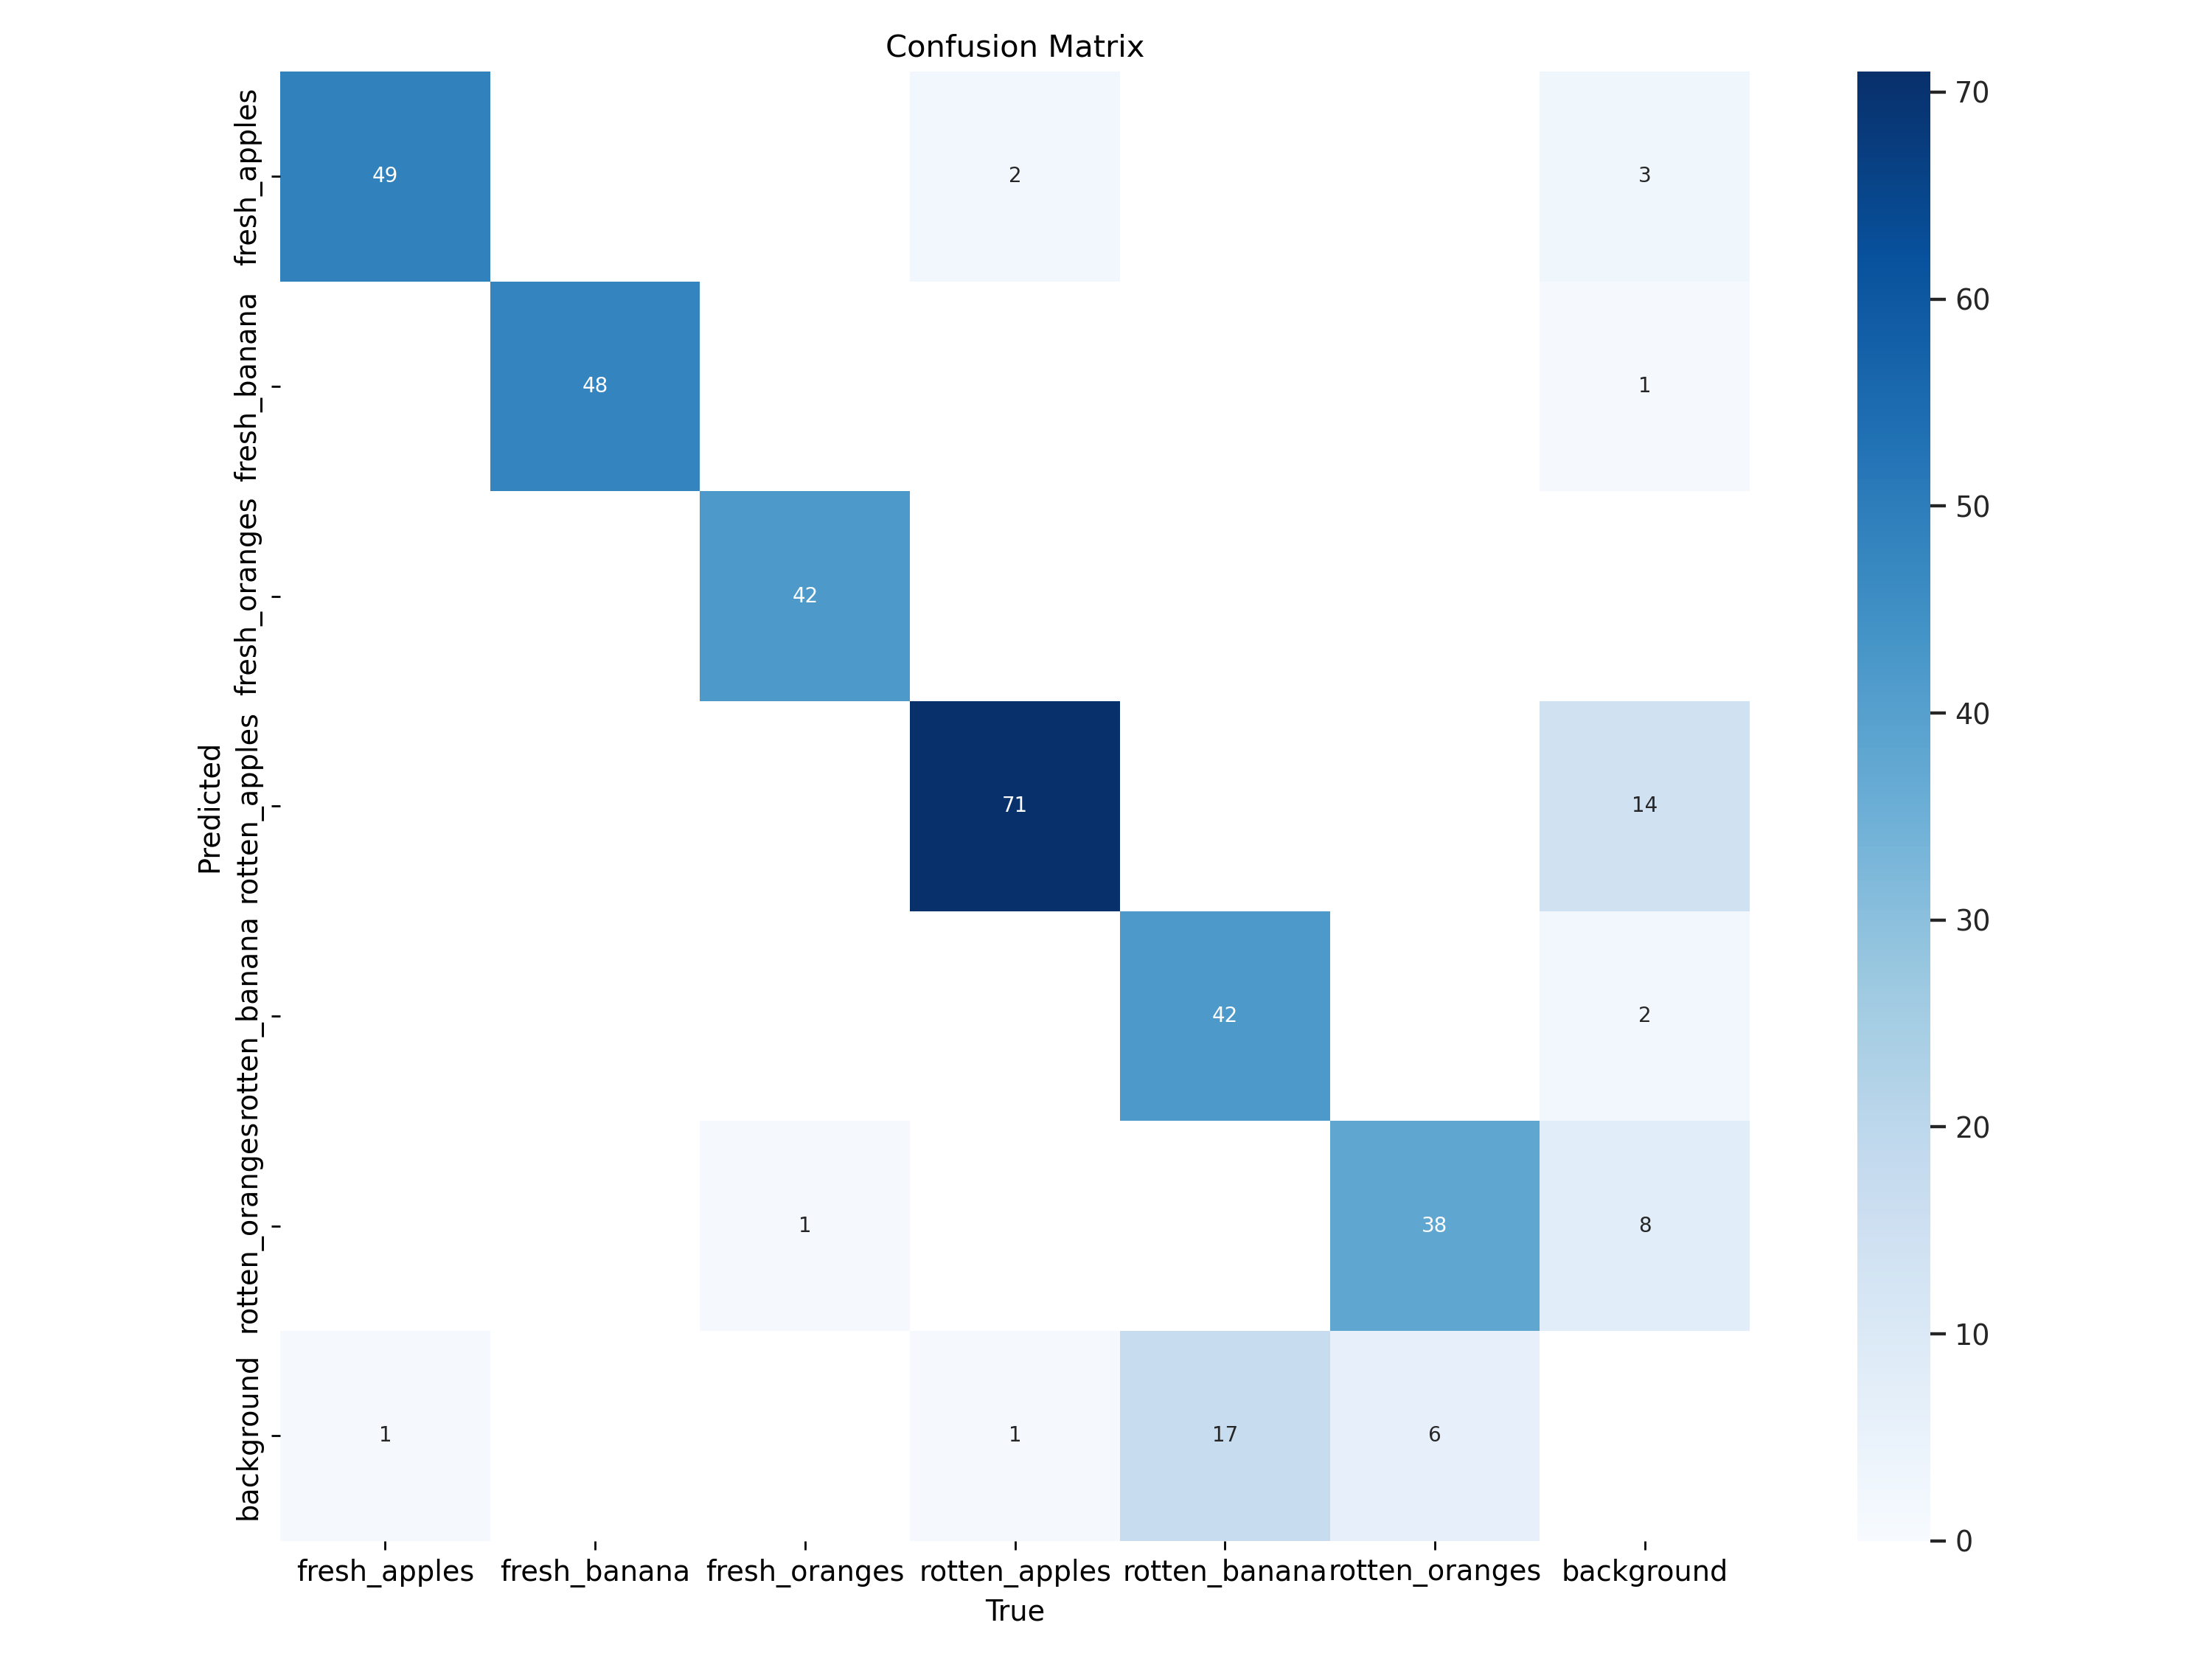 Confusion Matrix
fresh_apples
fresh_banana
fresh_oranges
rotten_apples
rotten_banana
rotten_oranges
background
Predicted
49 2 3
48 1
42
71 14
42 2
1 38 8
1 1 17 6
fresh_apples fresh_banana fresh_oranges rotten_apples rotten_banana rotten_oranges background
True
70
60
50
40
30
20
10
0